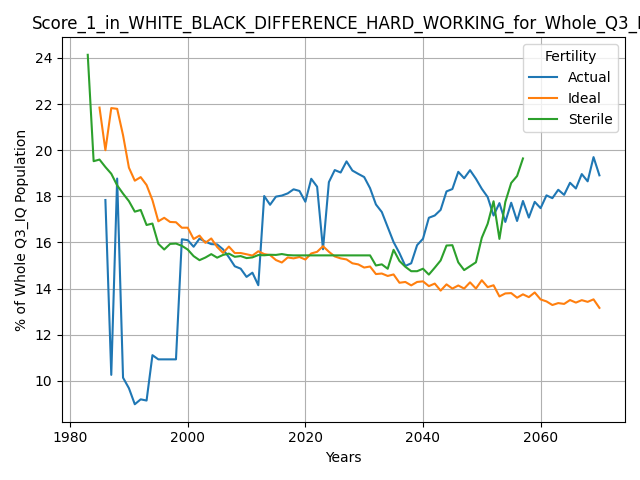 Score_1_in_WHITE_BLACK_DIFFERENCE_HARD_WORKING_for_Whole_Q3_
% of Whole Q3_IQ Population
24
22
20
18
16
14
12
10
1980
2000
2020
2040
2060
Years
Fertility
Actual
Ideal
Sterile